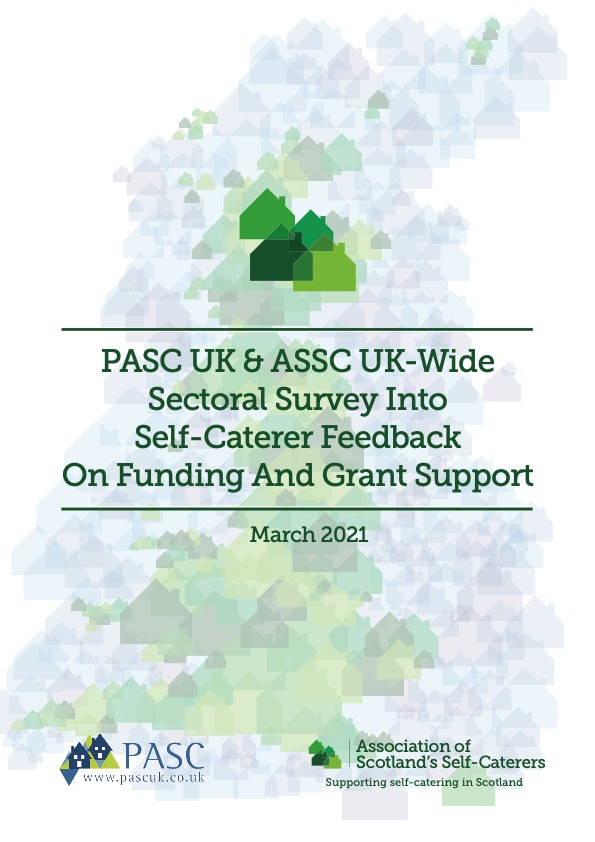 PASC UK & ASSC UK-Wide
Sectoral Survey Into
Self-Caterer Feedback
On Funding And Grant Support
March 2021
PASC
www.pascuk.co.uk
Association of
Scotland's Self-Caterers
Supporting self-catering in Scotland